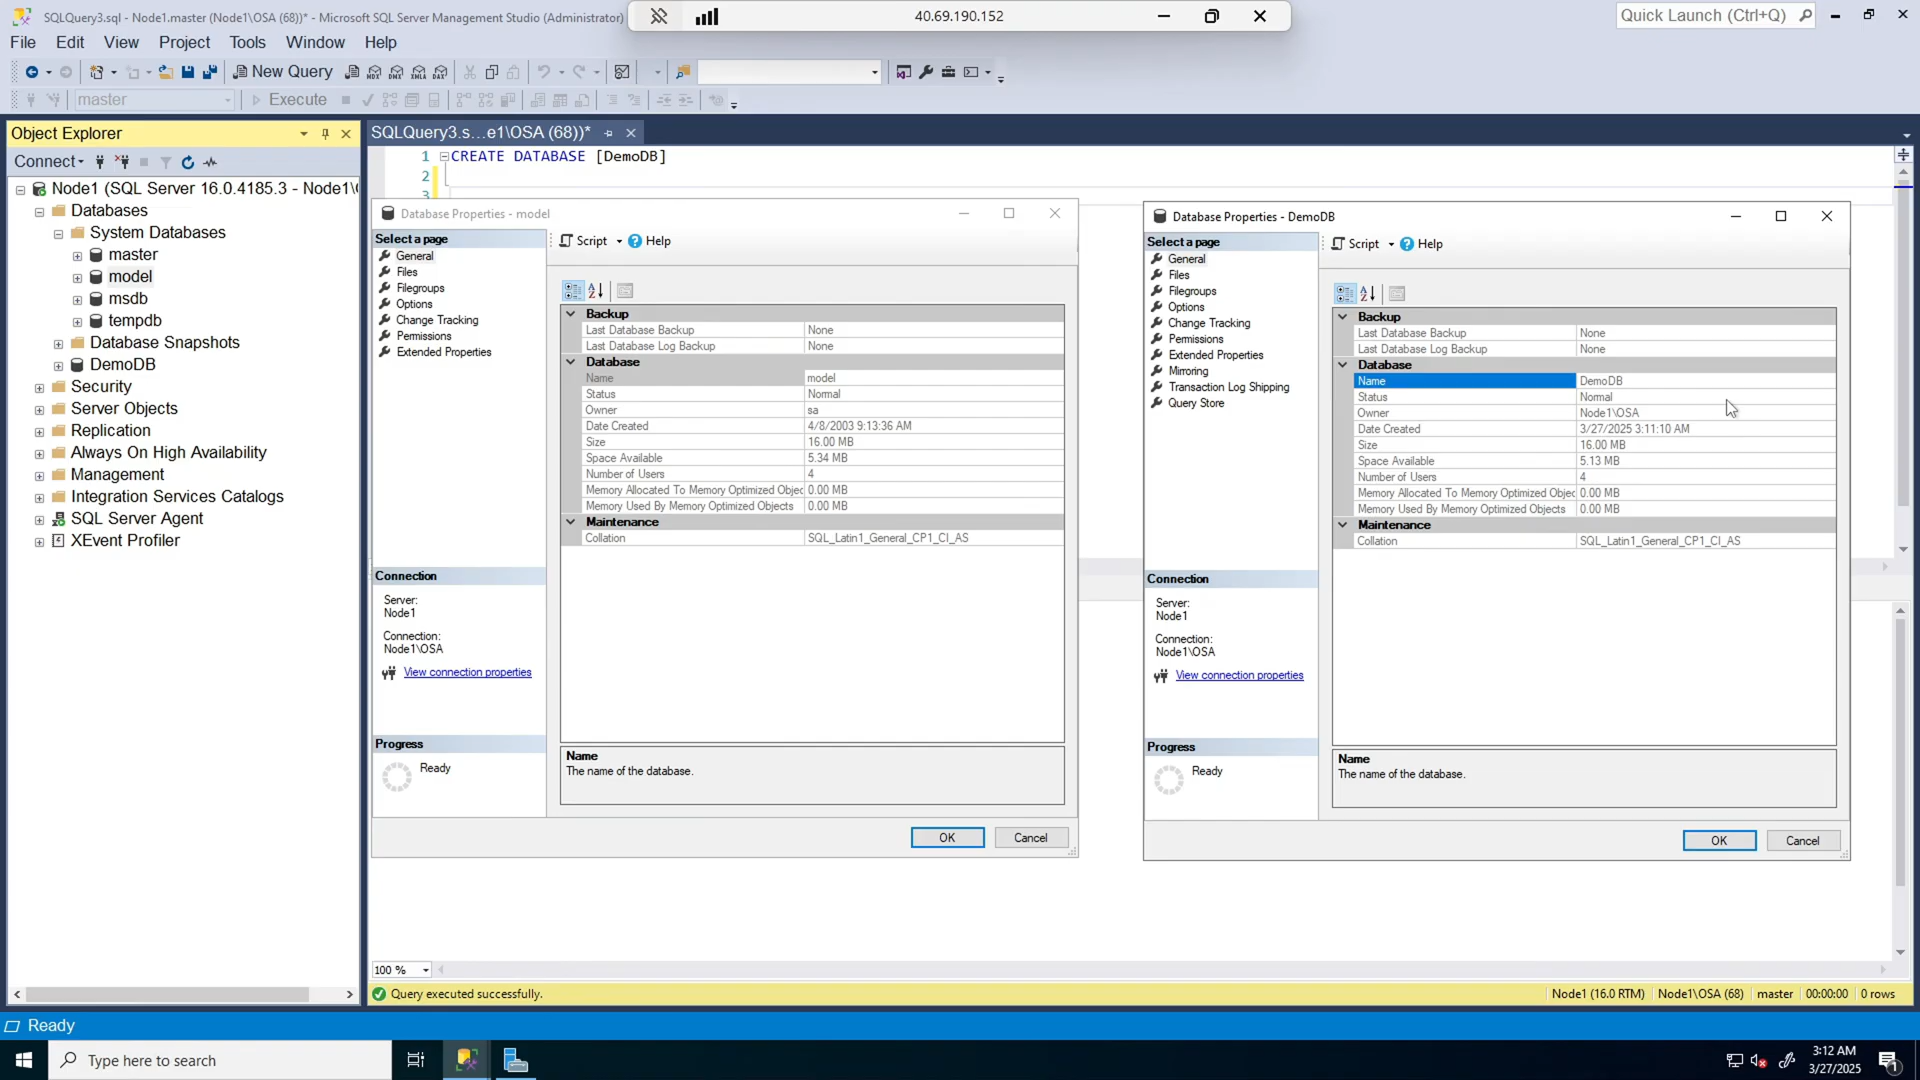 SQLQuery3.sql - Node1.master (Node1\OSA (68))* - Microsoft SQL Server Management Studio (Administrator)
40.69.190.152
Quick Launch (Ctrl+Q)
File Edit View Project Tools Window Help
New Query
master
Execute
Object Explorer
Connect
Node1 (SQL Server 16.0.4185.3 - Node1\
Databases
System Databases
master
model
msdb
tempdb
Database Snapshots
DemoDB
Security
Server Objects
Replication
Always On High Availability
Management
Integration Services Catalogs
SQL Server Agent
XEvent Profiler
SQLQuery3.s...e1\OSA (68))*
1 CREATE DATABASE [DemoDB]
2
3
Database Properties - model
Select a page
General
Files
Filegroups
Options
Change Tracking
Permissions
Extended Properties
Connection
Server:
Node1
Connection:
Node1\OSA
View connection properties
Progress
Ready
Script Help
Backup
Last Database Backup None
Last Database Log Backup None
Database
Name model
Status Normal
Owner sa
Date Created 4/8/2003 9:13:36 AM
Size 16.00 MB
Space Available 5.34 MB
Number of Users 4
Memory Allocated To Memory Optimized Objec 0.00 MB
Memory Used By Memory Optimized Objects 0.00 MB
Maintenance
Collation SQL_Latin1_General_CP1_CI_AS
Name
The name of the database.
OK Cancel
Database Properties - DemoDB
Select a page
General
Files
Filegroups
Options
Change Tracking
Permissions
Extended Properties
Mirroring
Transaction Log Shipping
Query Store
Connection
Server:
Node1
Connection:
Node1\OSA
View connection properties
Progress
Ready
Script Help
Backup
Last Database Backup None
Last Database Log Backup None
Database
Name DemoDB
Status Normal
Owner Node1\OSA
Date Created 3/27/2025 3:11:10 AM
Size 16.00 MB
Space Available 5.13 MB
Number of Users 4
Memory Allocated To Memory Optimized Objec 0.00 MB
Memory Used By Memory Optimized Objects 0.00 MB
Maintenance
Collation SQL_Latin1_General_CP1_CI_AS
Name
The name of the database.
OK Cancel
100 %
Query executed successfully.
Node1 (16.0 RTM) Node1\OSA (68) master 00:00:00 0 rows
Ready
Type here to search
3:12 AM
3/27/2025
1